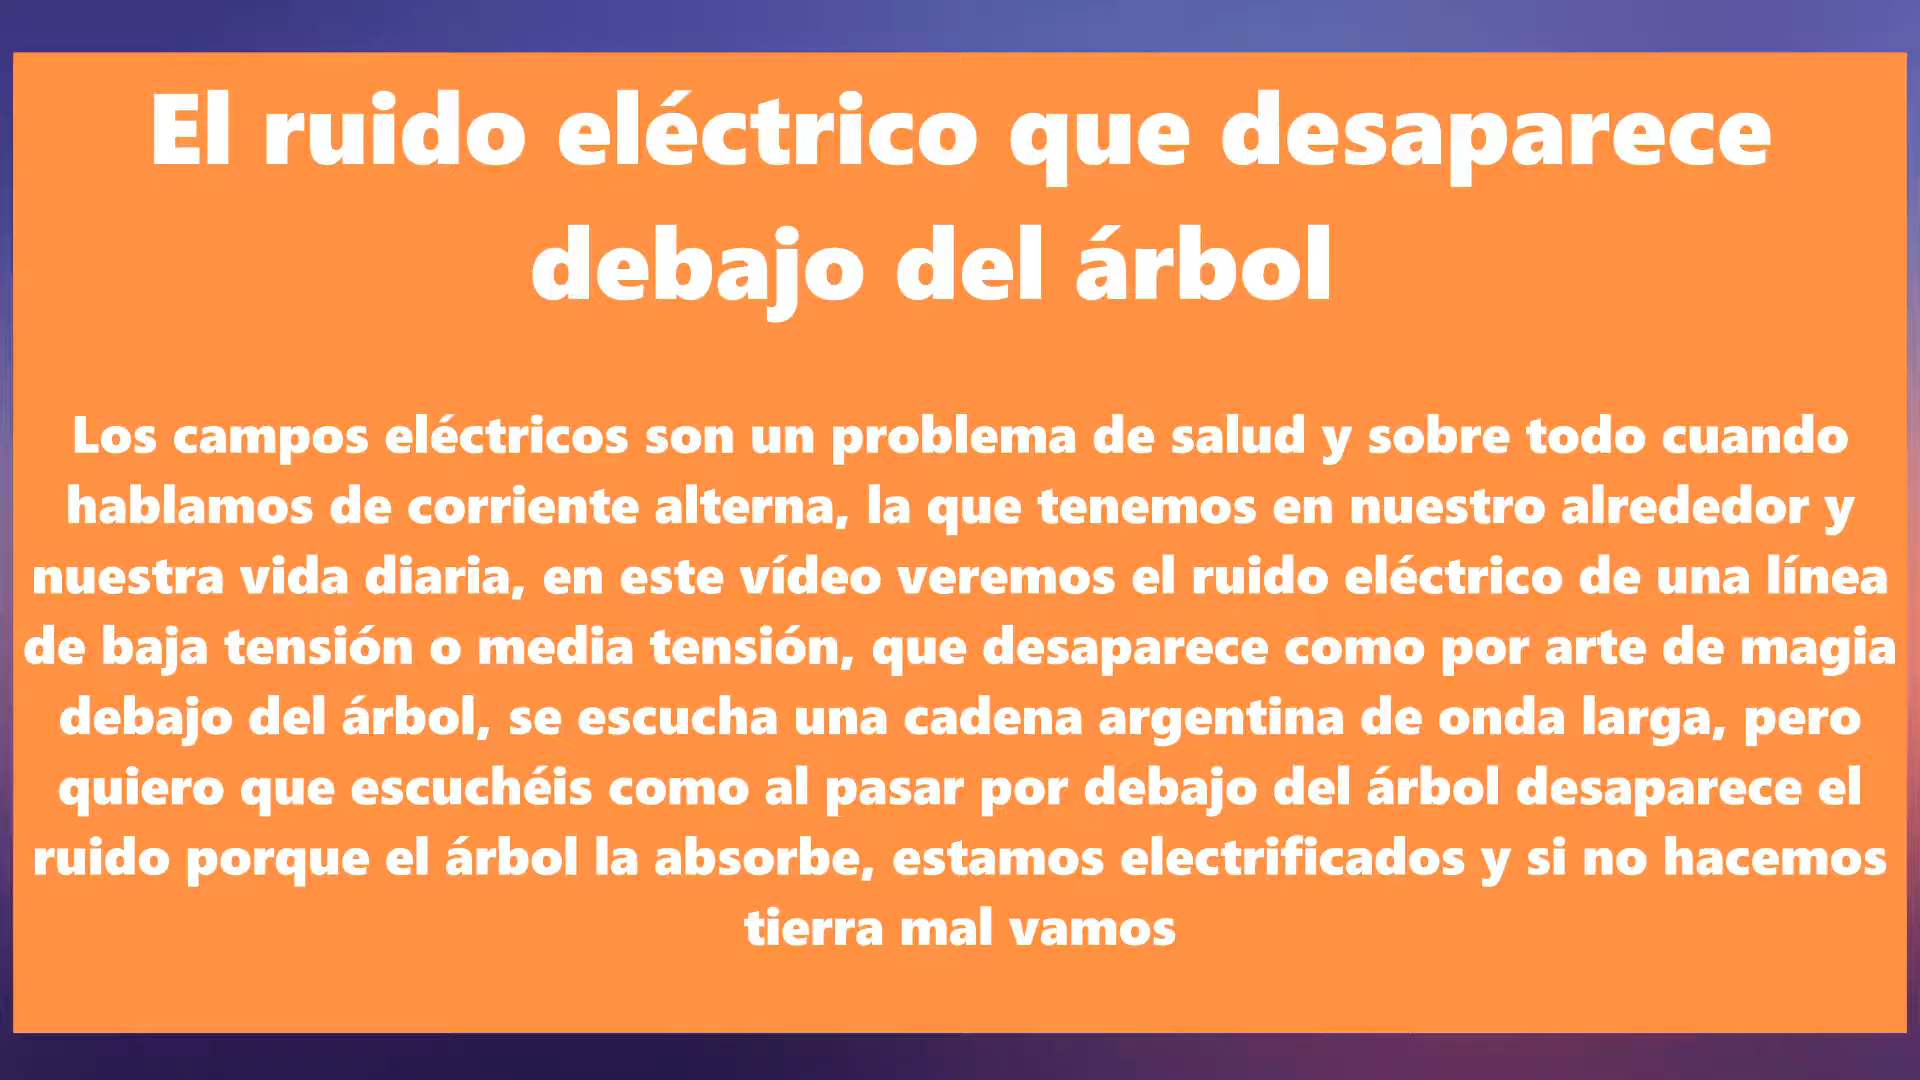 El ruido eléctrico que desaparece
debajo del árbol
Los campos eléctricos son un problema de salud y sobre todo cuando
hablamos de corriente alterna, la que tenemos en nuestro alrededor y
nuestra vida diaria, en este vídeo veremos el ruido eléctrico de una línea
de baja tensión o media tensión, que desaparece como por arte de magia
debajo del árbol, se escucha una cadena argentina de onda larga, pero
quiero que escuchéis como al pasar por debajo del árbol desaparece el
ruido porque el árbol la absorbe, estamos electrificados y si no hacemos
tierra mal vamos